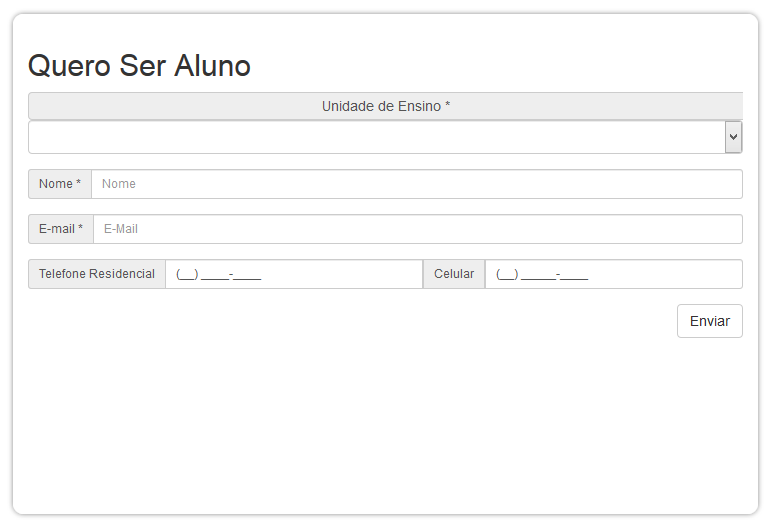 Quero Ser Aluno
Unidade de Ensino *
Nome * Nome
E-mail * E-Mail
Telefone Residencial (__) ____-____ Celular (__) _____-____
Enviar